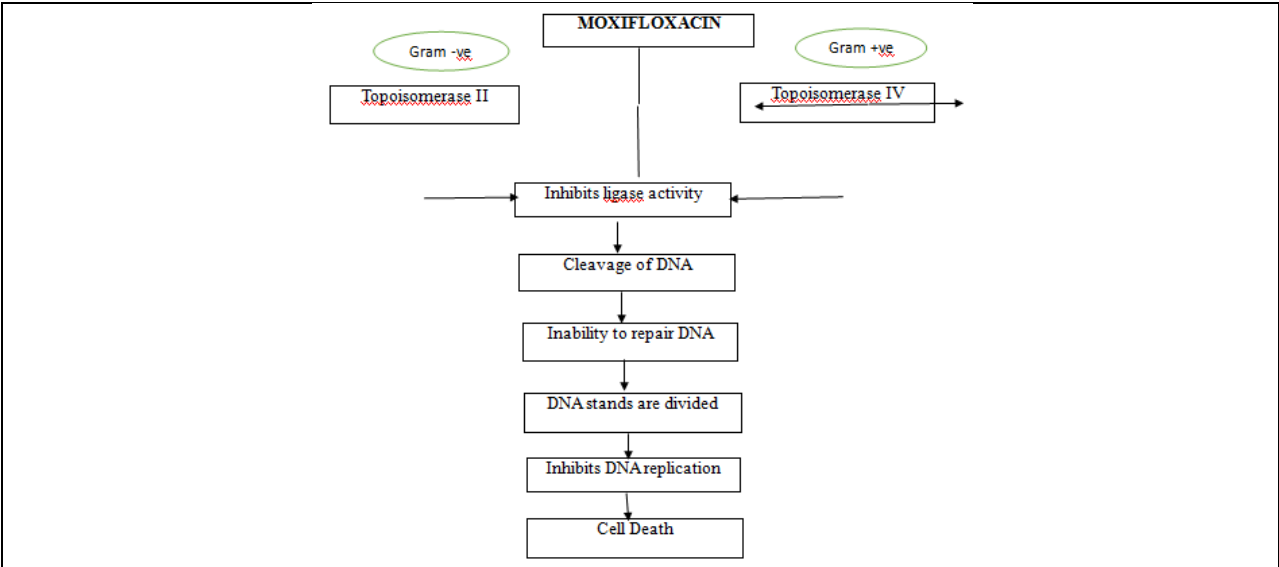 MOXIFLOXACIN
Gram -ve
Gram +ve
Topoisomerase II
Topoisomerase IV
Inhibits ligase activity
Cleavage of DNA
Inability to repair DNA
DNA stands are divided
Inhibits DNA replication
Cell Death